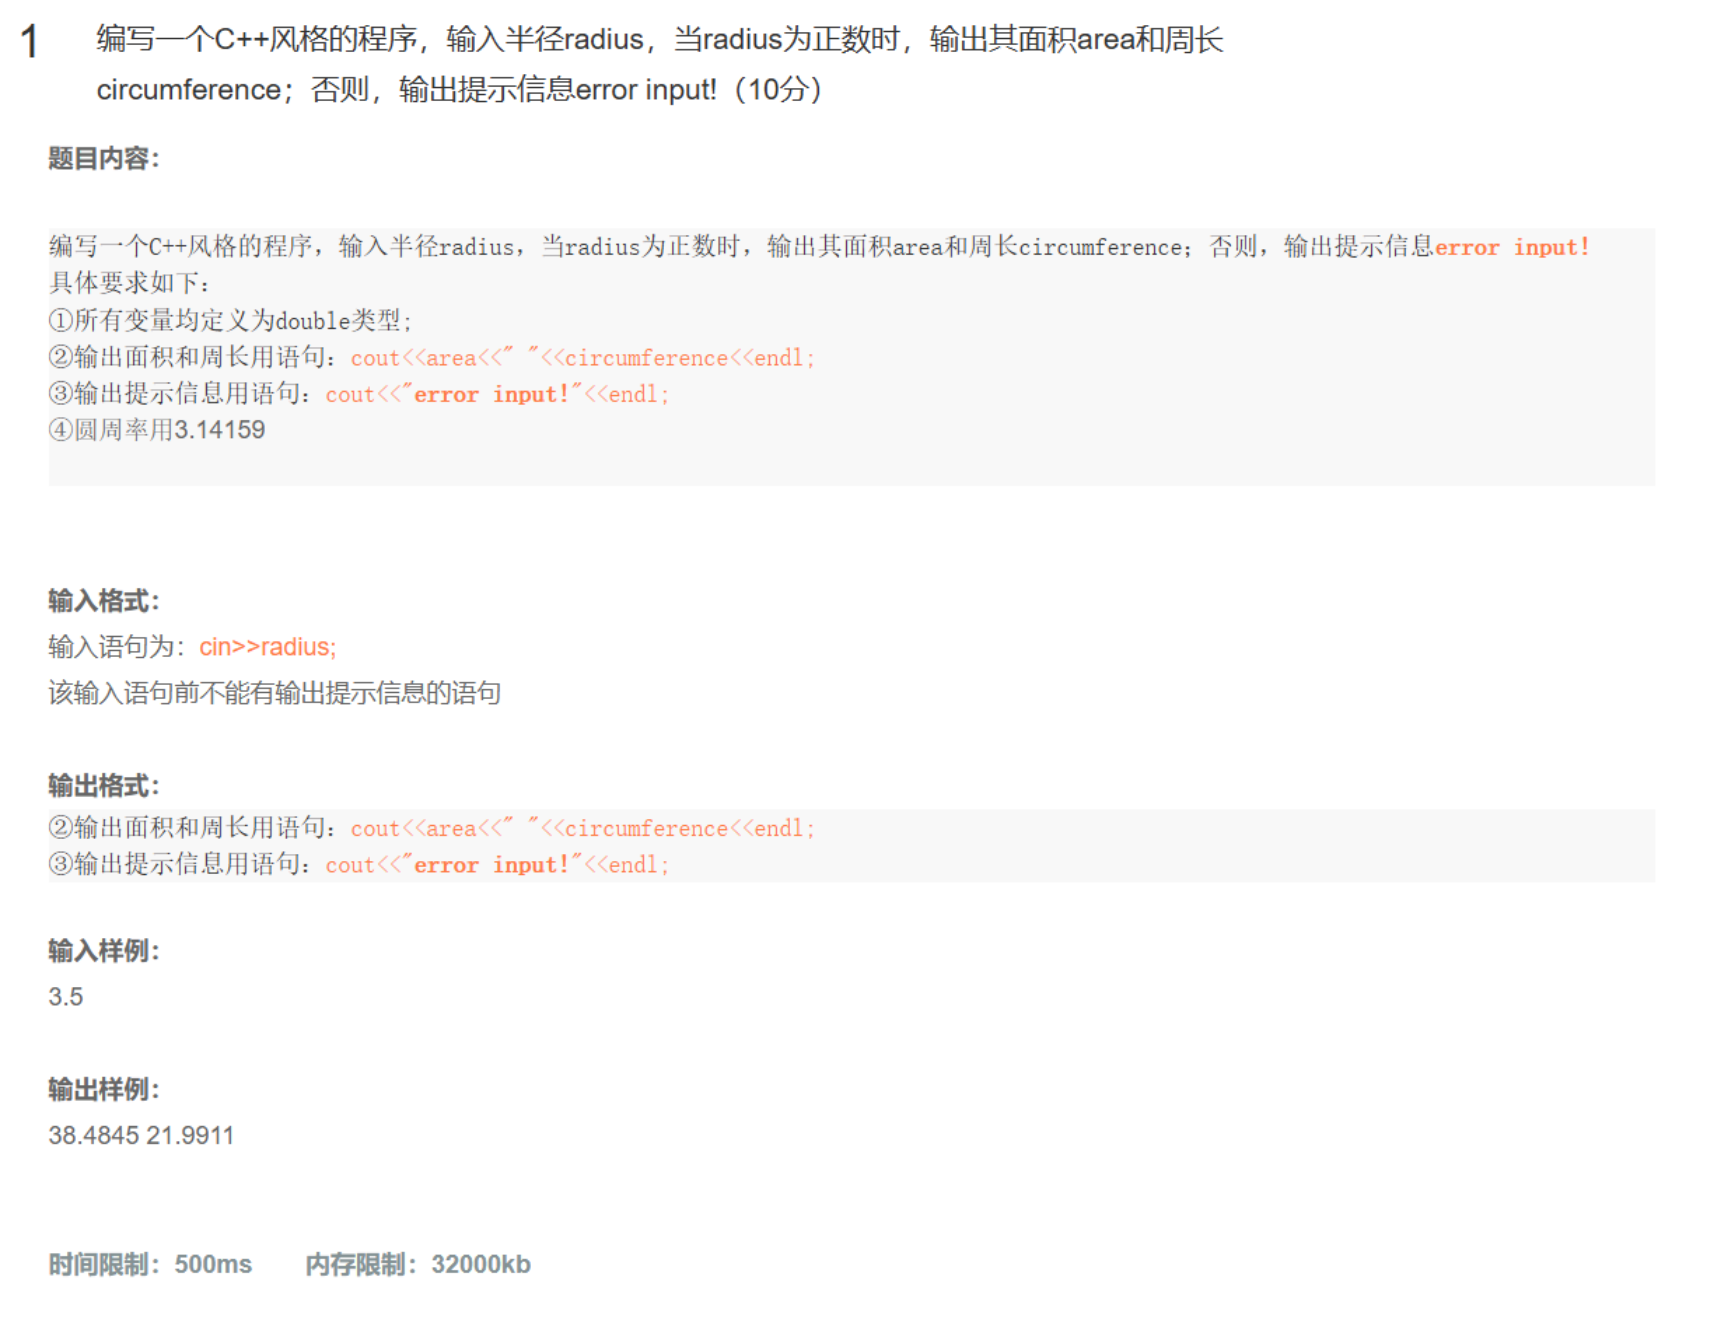 1 编写一个C++风格的程序，输入半径radius，当radius为正数时，输出其面积area和周长
circumference；否则，输出提示信息error input!（10分）
题目内容：
编写一个C++风格的程序，输入半径radius，当radius为正数时，输出其面积area和周长circumference；否则，输出提示信息error input!
具体要求如下：
①所有变量均定义为double类型；
②输出面积和周长用语句：cout<<area<<" "<<circumference<<endl;
③输出提示信息用语句：cout<<"error input!"<<endl;
④圆周率用3.14159
输入格式：
输入语句为：cin>>radius;
该输入语句前不能有输出提示信息的语句
输出格式：
②输出面积和周长用语句：cout<<area<<" "<<circumference<<endl;
③输出提示信息用语句：cout<<"error input!"<<endl;
输入样例：
3.5
输出样例：
38.4845 21.9911
时间限制：500ms 内存限制：32000kb